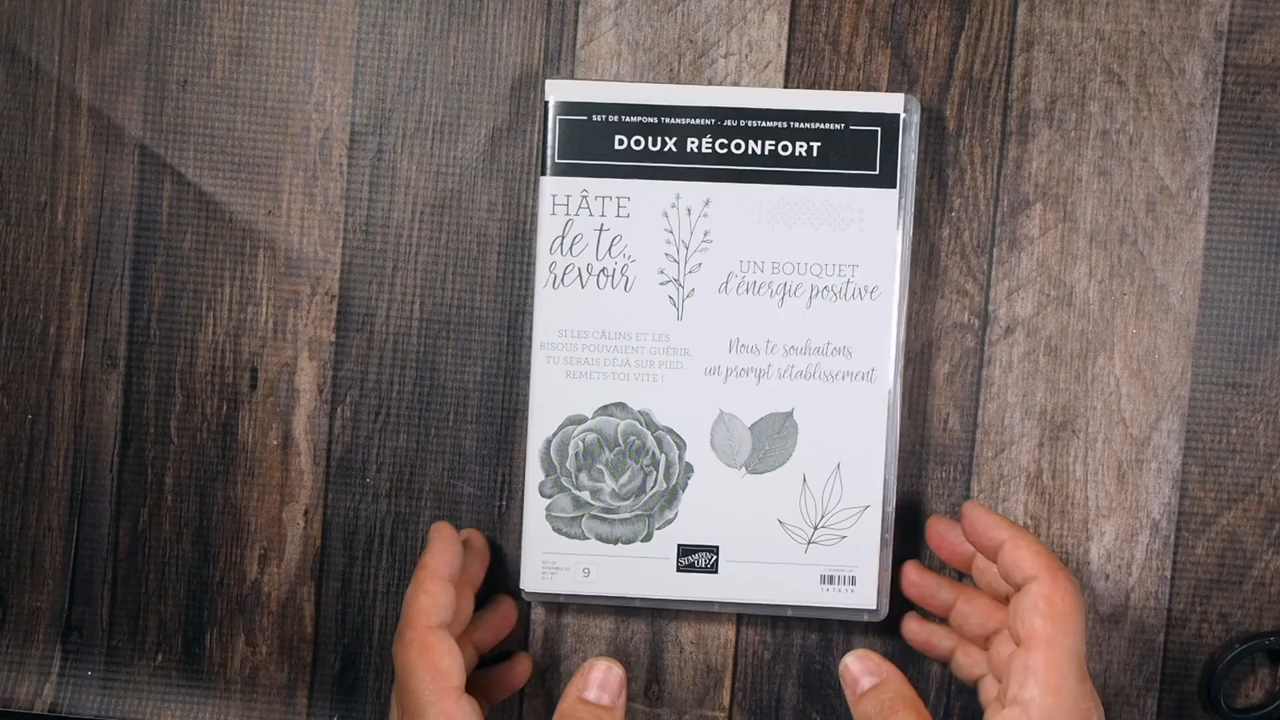 SET DE TAMPONS TRANSPARENT • JEU D'ESTAMPES TRANSPARENT
DOUX RÉCONFORT
HÂTE
de te
revoir
UN BOUQUET
d'énergie positive
SI LES CÂLINS ET LES
BISOUS POUVAIENT GUÉRIR,
TU SERAIS DÉJÀ SUR PIED.
REMETS-TOI VITE !
Nous te souhaitons
un prompt rétablissement
STAMPIN' UP!
9